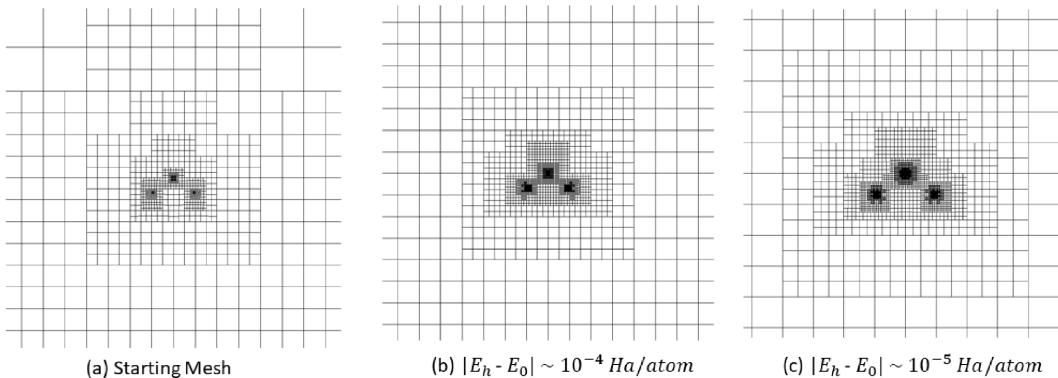 (a) Starting Mesh
(b) |E_h - E_0| ~ 10^{-4} Ha/atom
(c) |E_h - E_0| ~ 10^{-5} Ha/atom